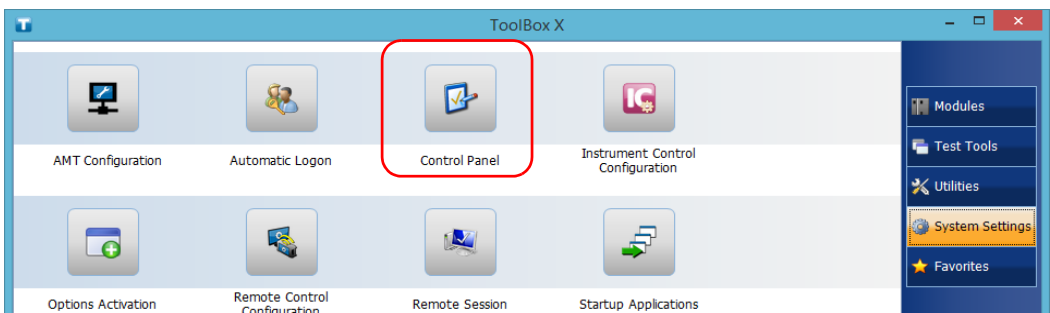 ToolBox X
AMT Configuration
Automatic Logon
Control Panel
Instrument Control
Configuration
Options Activation
Remote Control
Configuration
Remote Session
Startup Applications
Modules
Test Tools
Utilities
System Settings
Favorites